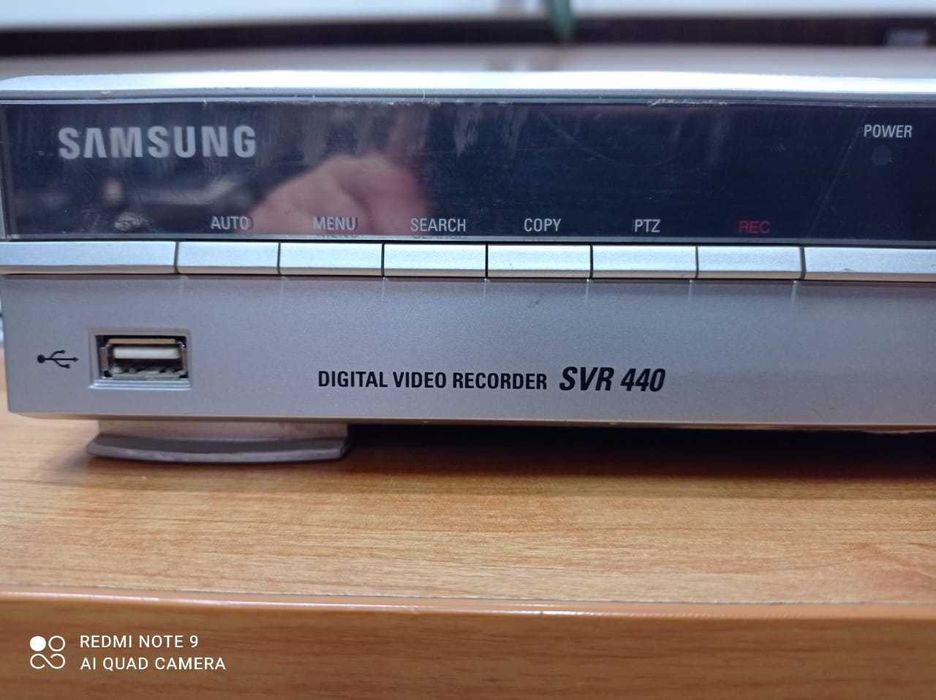 SAMSUNG
POWER
AUTO MENU SEARCH COPY PTZ REC
DIGITAL VIDEO RECORDER SVR 440
REDMI NOTE 9
AI QUAD CAMERA